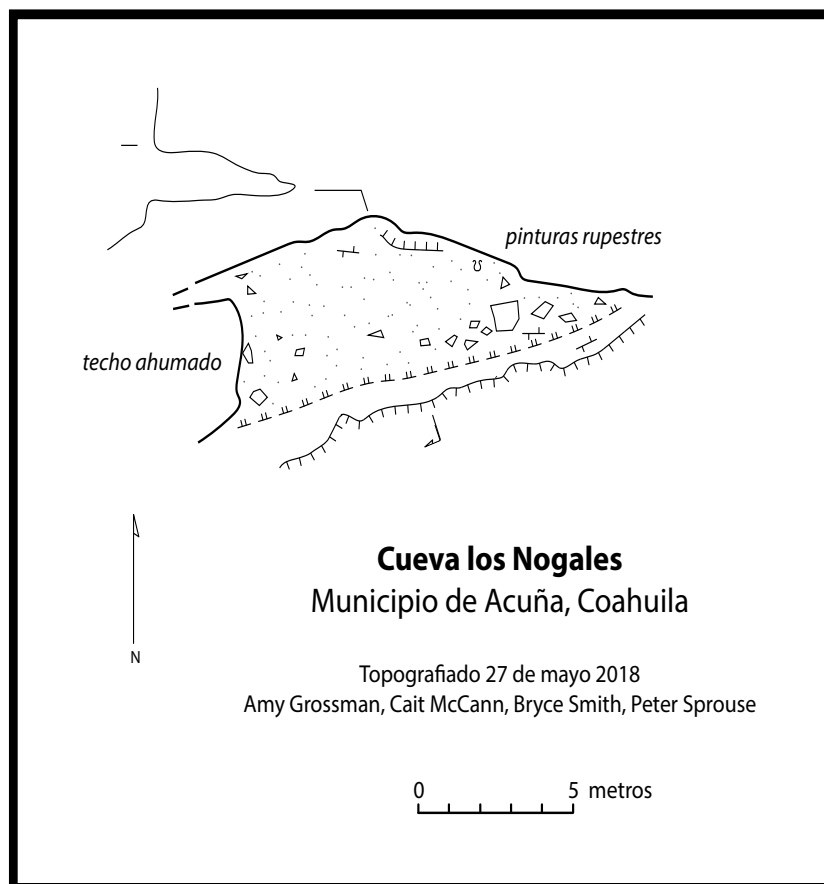 pinturas rupestres
techo ahumado
N
Cueva los Nogales
Municipio de Acuña, Coahuila
Topografiado 27 de mayo 2018
Amy Grossman, Cait McCann, Bryce Smith, Peter Sprouse
0 5 metros